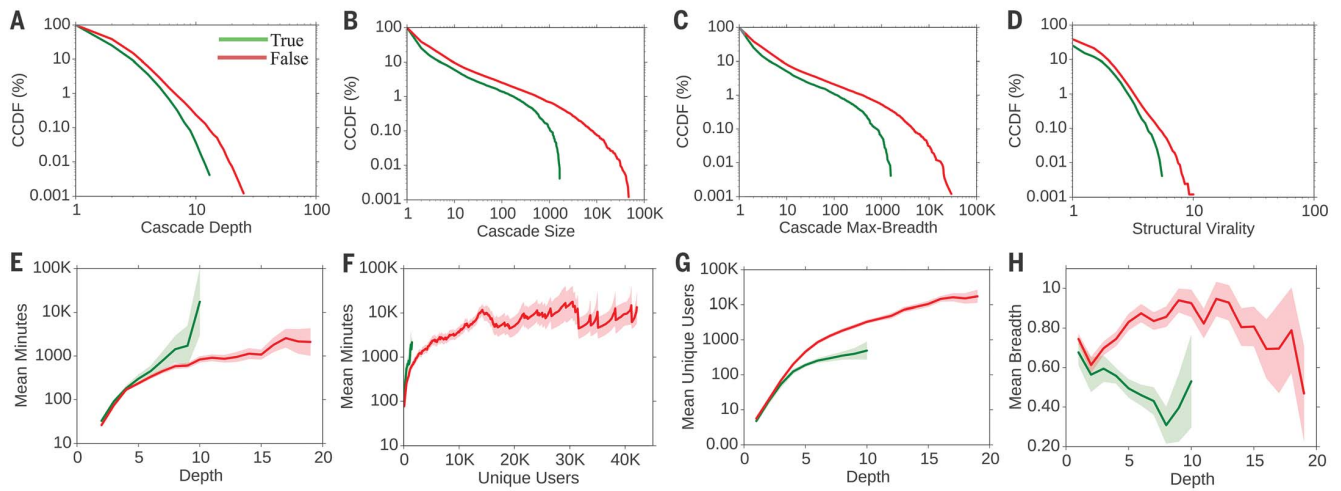 A
CCDF (%)
100
10
1
0.10
0.01
0.001
1
10
100
Cascade Depth
True
False
B
CCDF (%)
100
10
1
0.10
0.01
0.001
1
10
100
1000
10K
100K
Cascade Size
C
CCDF (%)
100
10
1
0.10
0.01
0.001
1
10
100
1000
10K
100K
Cascade Max-Breadth
D
CCDF (%)
100
10
1
0.10
0.01
0.001
1
10
100
Structural Virality
E
Mean Minutes
100K
10K
1000
100
10
0
5
10
15
20
Depth
F
Mean Minutes
100K
10K
1000
100
10
0
10K
20K
30K
40K
Unique Users
G
Mean Unique Users
100K
10K
1000
100
10
0.00
0
5
10
15
20
Depth
H
Mean Breadth
10
0.80
0.60
0.40
0.20
0
5
10
15
20
Depth